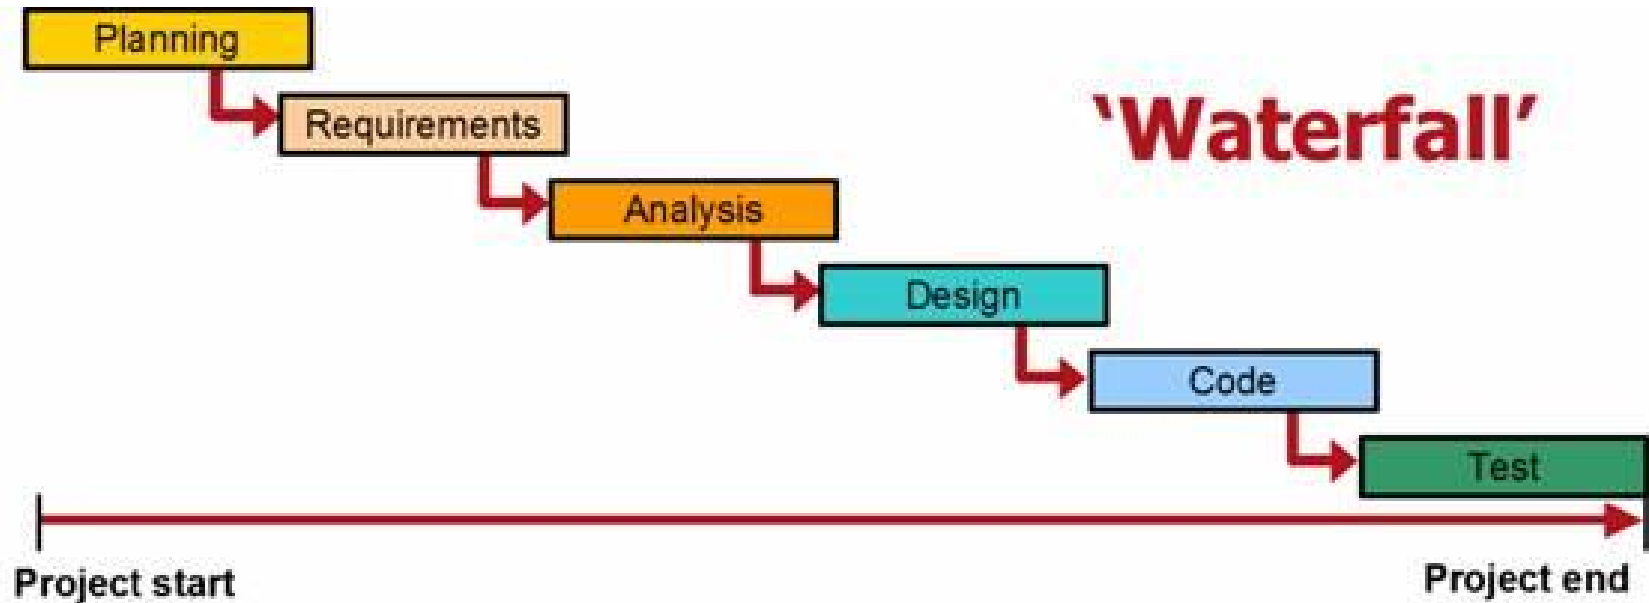 Planning
Requirements
‘Waterfall’
Analysis
Design
Code
Test
Project start
Project end